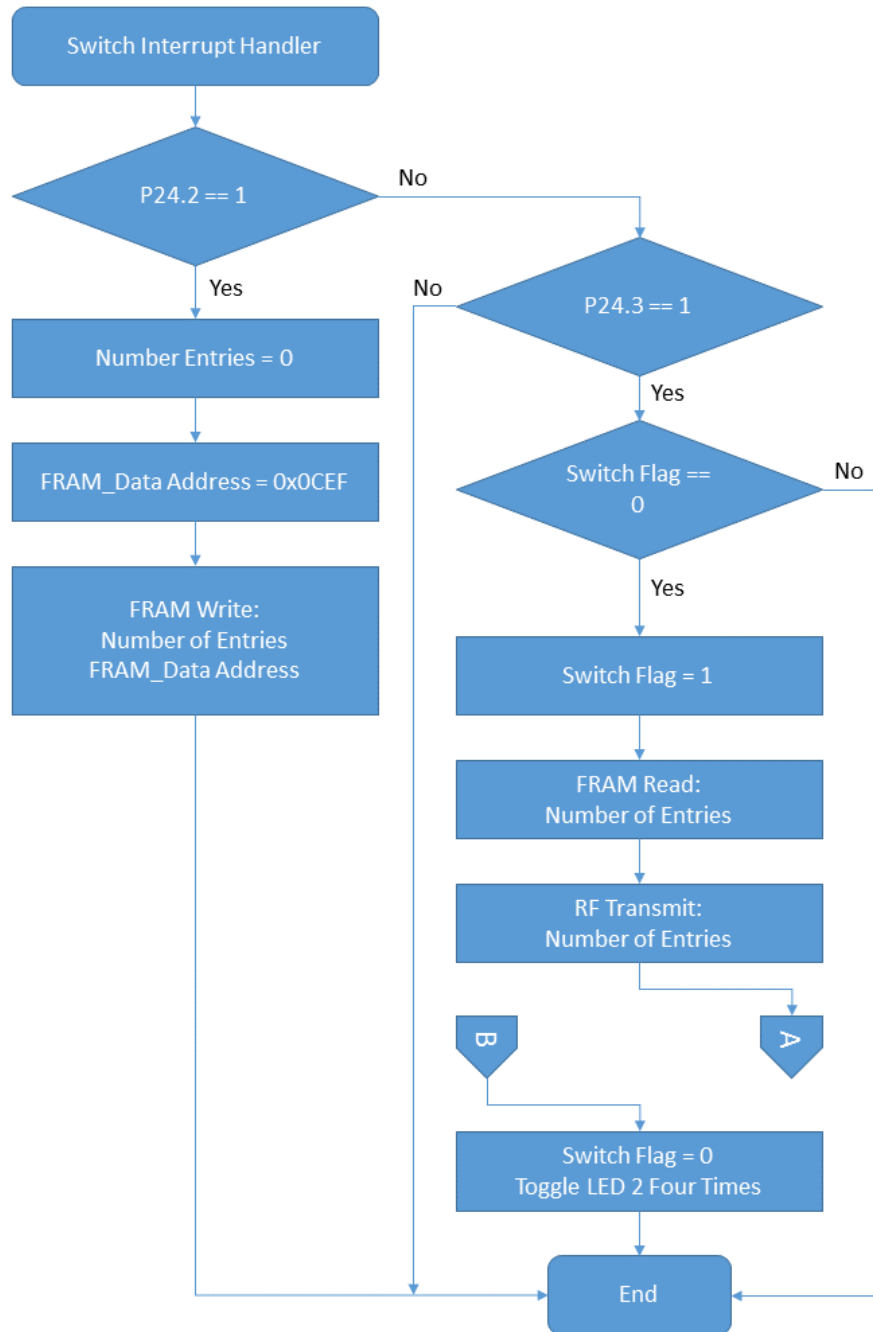 Switch Interrupt Handler
P24.2 == 1
No
Yes
P24.3 == 1
No
Yes
Number Entries = 0
FRAM_Data Address = 0x0CEF
Switch Flag ==
0
No
Yes
FRAM Write:
Number of Entries
FRAM_Data Address
Switch Flag = 1
FRAM Read:
Number of Entries
RF Transmit:
Number of Entries
B
A
Switch Flag = 0
Toggle LED 2 Four Times
End